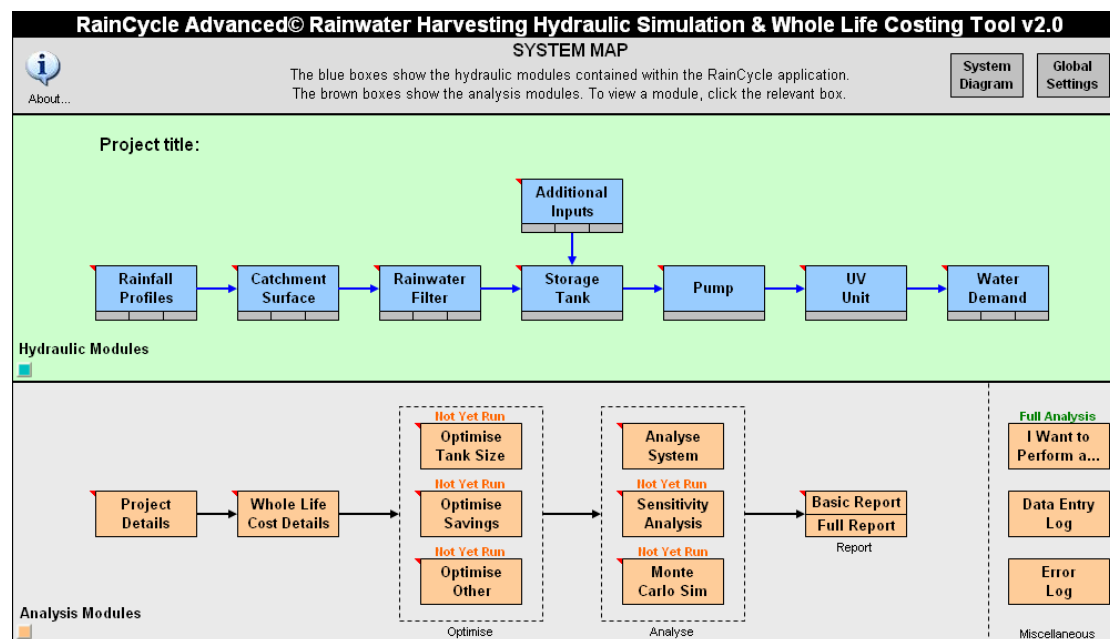 RainCycle Advanced© Rainwater Harvesting Hydraulic Simulation & Whole Life Costing Tool v2.0
SYSTEM MAP
The blue boxes show the hydraulic modules contained within the RainCycle application.
The brown boxes show the analysis modules. To view a module, click the relevant box.
i
About...
System
Diagram
Global
Settings
Project title:
Additional
Inputs
Rainfall
Profiles
Catchment
Surface
Rainwater
Filter
Storage
Tank
Pump
UV
Unit
Water
Demand
Hydraulic Modules
Project
Details
Whole Life
Cost Details
Not Yet Run
Optimise
Tank Size
Not Yet Run
Optimise
Savings
Not Yet Run
Optimise
Other
Optimise
Analyse
System
Not Yet Run
Sensitivity
Analysis
Not Yet Run
Monte
Carlo Sim
Analyse
Basic Report
Full Report
Report
Full Analysis
I Want to
Perform a...
Data Entry
Log
Error
Log
Miscellaneous
Analysis Modules